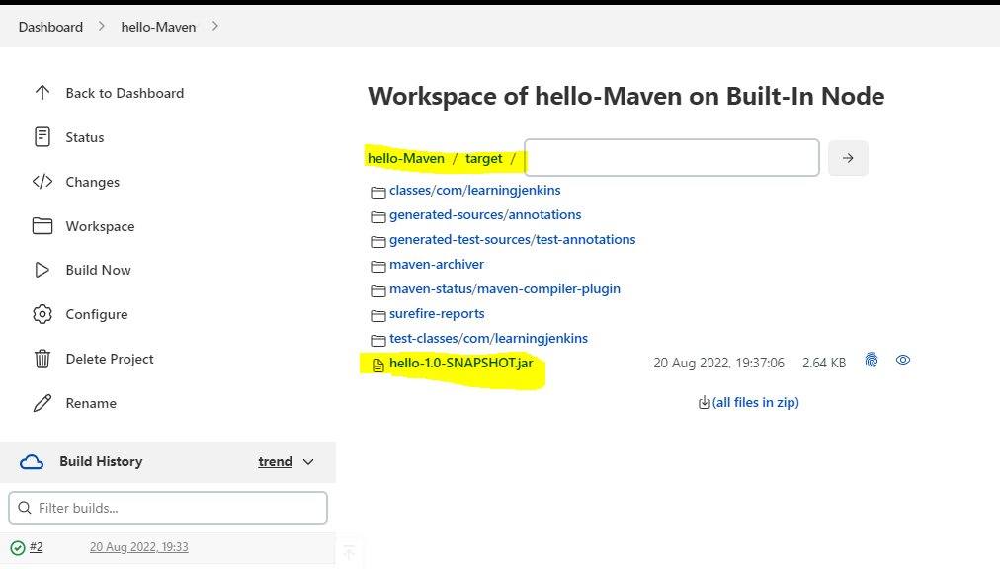 Dashboard > hello-Maven >
Back to Dashboard
Status
Changes
Workspace
Build Now
Configure
Delete Project
Rename
Build History trend
Filter builds...
#2 20 Aug 2022, 19:33
Workspace of hello-Maven on Built-In Node
hello-Maven / target /
classes/com/learningjenkins
generated-sources/annotations
generated-test-sources/test-annotations
maven-archiver
maven-status/maven-compiler-plugin
surefire-reports
test-classes/com/learningjenkins
hello-1.0-SNAPSHOT.jar 20 Aug 2022, 19:37:06 2.64 KB
(all files in zip)